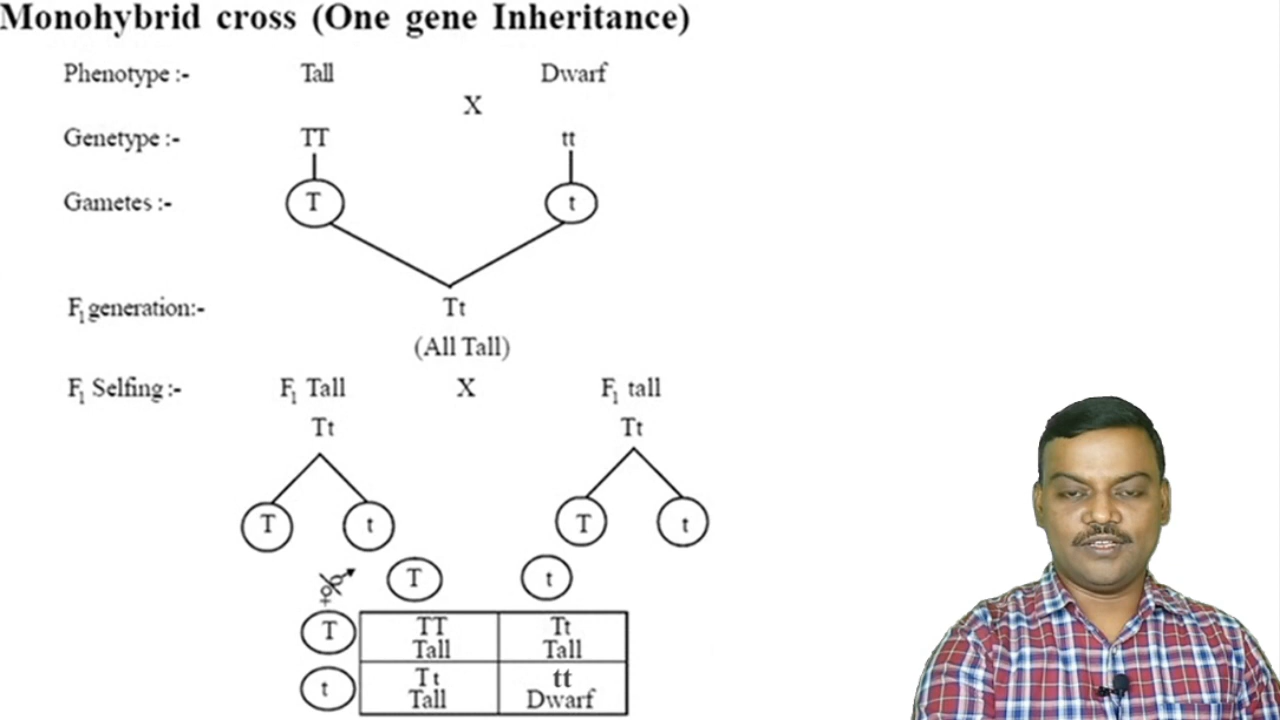 Monohybrid cross (One gene Inheritance)
Phenotype :- Tall Dwarf
X
Genetype :- TT tt
Gametes :- T t
F1 generation:- Tt
(All Tall)
F1 Selfing :- F1 Tall X F1 tall
Tt Tt
T t T t
♀ ♂ T t
T TT Tt
Tall Tall
t Tt tt
Tall Dwarf